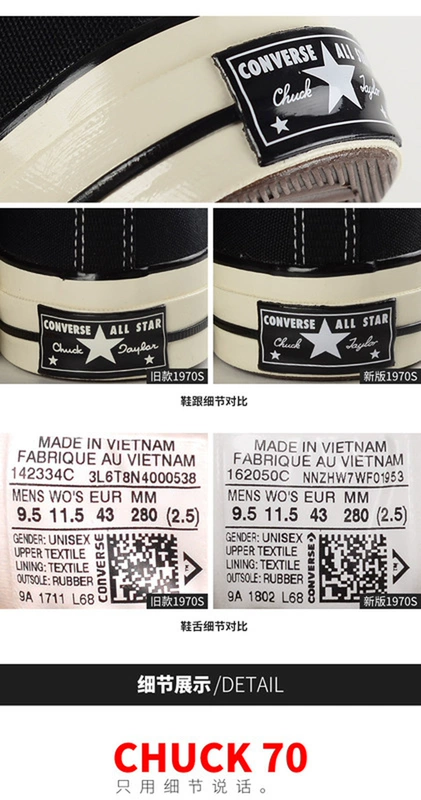 CONVERSE ALL ST
Chuck Taylor
CONVERSE ALL STAR
Chuck Taylor
旧款1970S
CONVERSE ALL STAR
Chuck Taylor
新版1970S
鞋跟细节对比
MADE IN VIETNAM
FABRIQUE AU VIETNAM
142334C 3L6T8N4000538
MENS WO'S EUR MM
9.5 11.5 43 280 (2.5)
GENDER: UNISEX
UPPER TEXTILE
LINING: TEXTILE
OUTSOLE: RUBBER
CONVERSE
9A 1711 L68
旧款1970S
MADE IN VIETNAM
FABRIQUE AU VIETNAM
162050C NNZHW7WF01953
MENS WO'S EUR MM
9.5 11.5 43 280 (2.5)
GENDER: UNISEX
UPPER TEXTILE
LINING: TEXTILE
OUTSOLE: RUBBER
CONVERSE
9A 1802 L68
新版1970S
鞋舌细节对比
细节展示/DETAIL
CHUCK 70
只用细节说话。